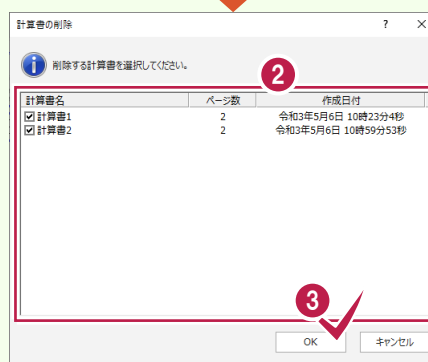 計算書の削除 ? ×
削除する計算書を選択してください。
2
計算書名 ページ数 作成日付
計算書1 2 令和3年5月6日 10時23分4秒
計算書2 2 令和3年5月6日 10時59分53秒
3
OK キャンセル